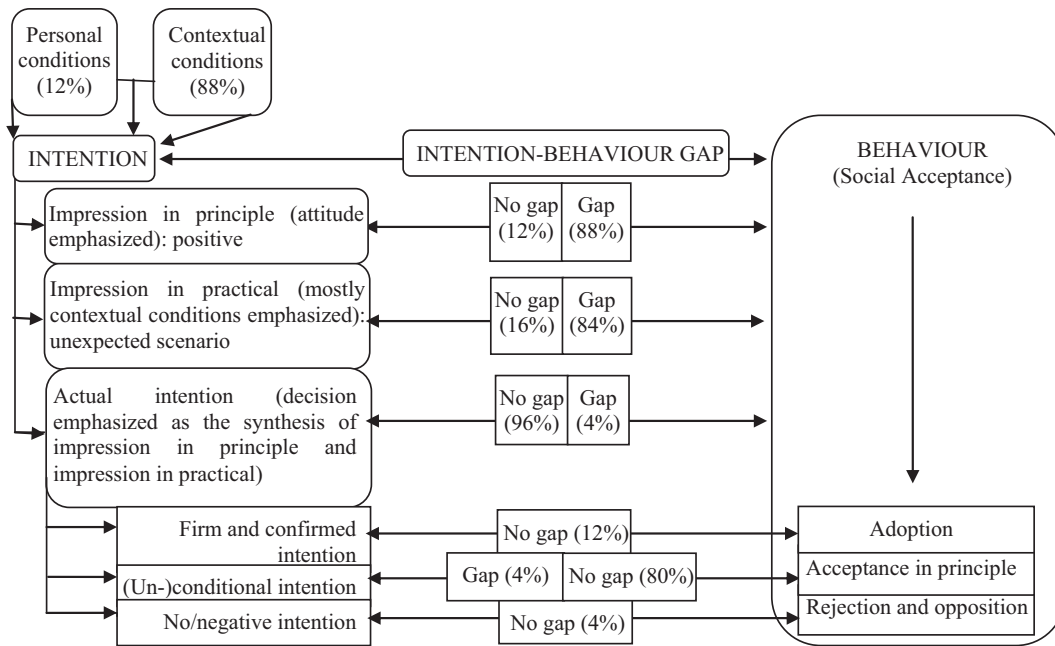 Personal
conditions
(12%)
Contextual
conditions
(88%)
INTENTION
INTENTION-BEHAVIOUR GAP
BEHAVIOUR
(Social Acceptance)
Impression in principle (attitude
emphasized): positive
No gap
(12%)
Gap
(88%)
Impression in practical (mostly
contextual conditions emphasized):
unexpected scenario
No gap
(16%)
Gap
(84%)
Actual intention (decision
emphasized as the synthesis of
impression in principle and
impression in practical)
No gap
(96%)
Gap
(4%)
Firm and confirmed
intention
No gap (12%)
Adoption
(Un-)conditional intention
Gap (4%)
No gap (80%)
Acceptance in principle
No/negative intention
No gap (4%)
Rejection and opposition